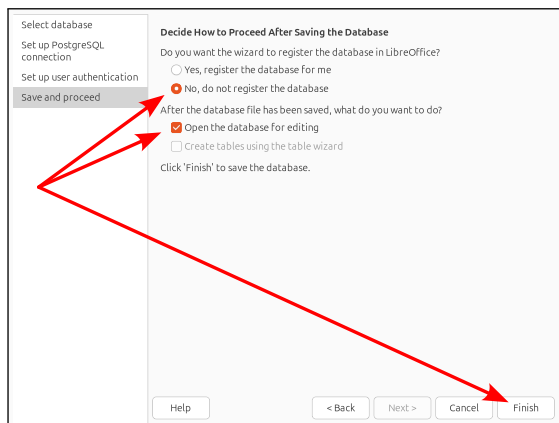 Select database
Set up PostgreSQL
connection
Set up user authentication
Save and proceed
Decide How to Proceed After Saving the Database
Do you want the wizard to register the database in LibreOffice?
Yes, register the database for me
No, do not register the database
After the database file has been saved, what do you want to do?
Open the database for editing
Create tables using the table wizard
Click 'Finish' to save the database.
Help
< Back
Next >
Cancel
Finish